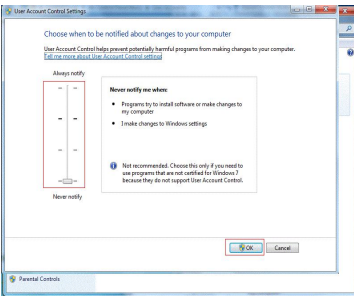 User Account Control Settings
Choose when to be notified about changes to your computer
User Account Control helps prevent potentially harmful programs from making changes to your computer.
Tell me more about User Account Control settings
Always notify
Never notify me when:
Programs try to install software or make changes to
my computer
I make changes to Windows settings
Not recommended. Choose this only if you need to
use programs that are not certified for Windows 7
because they do not support User Account Control.
Never notify
OK
Cancel
Parental Controls